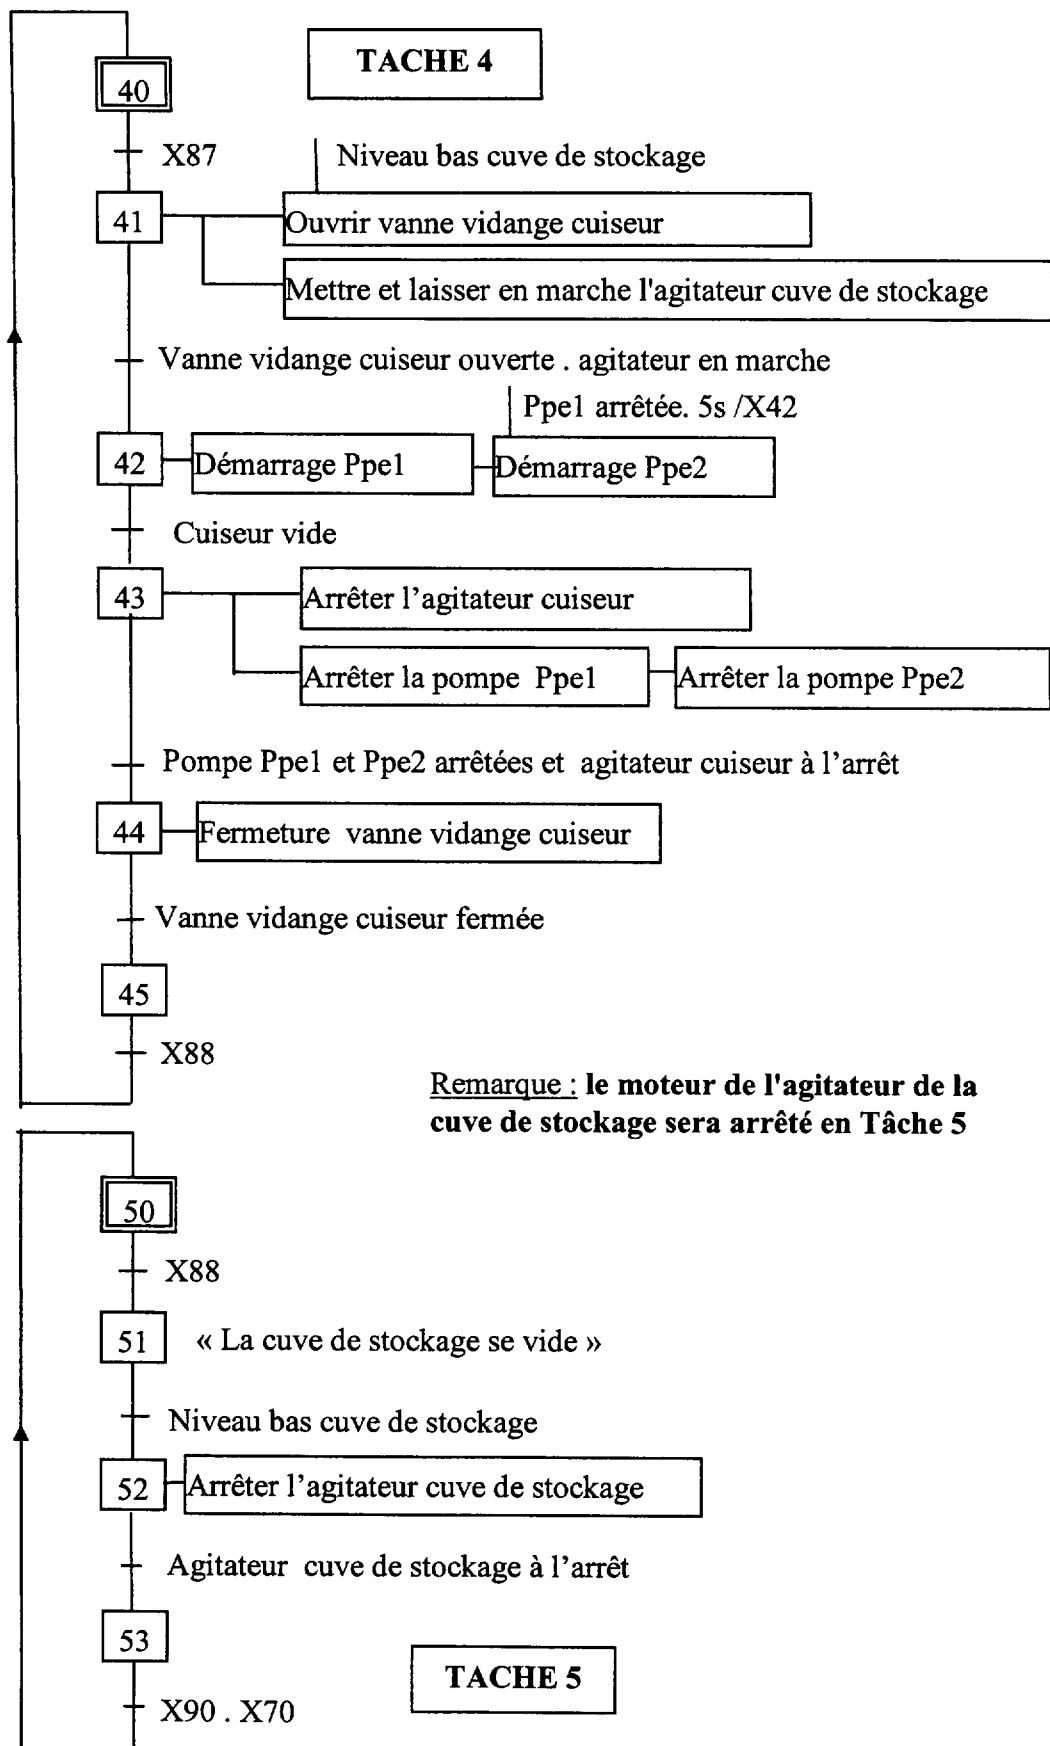 TACHE 4
40
X87
Niveau bas cuve de stockage
41
Ouvrir vanne vidange cuiseur
Mettre et laisser en marche l'agitateur cuve de stockage
Vanne vidange cuiseur ouverte . agitateur en marche
Ppe1 arrêtée. 5s /X42
42
Démarrage Ppe1
Démarrage Ppe2
Cuiseur vide
43
Arrêter l’agitateur cuiseur
Arrêter la pompe Ppe1
Arrêter la pompe Ppe2
Pompe Ppe1 et Ppe2 arrêtées et agitateur cuiseur à l’arrêt
44
Fermeture vanne vidange cuiseur
Vanne vidange cuiseur fermée
45
X88
Remarque : le moteur de l'agitateur de la
cuve de stockage sera arrêté en Tâche 5
50
X88
51
« La cuve de stockage se vide »
Niveau bas cuve de stockage
52
Arrêter l’agitateur cuve de stockage
Agitateur cuve de stockage à l’arrêt
53
TACHE 5
X90 . X70